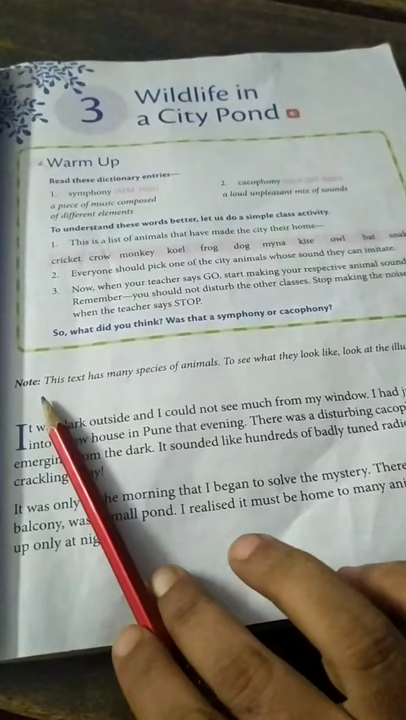 3
Wildlife in
a City Pond
Warm Up
Read these dictionary entries—
1. symphony
a piece of music composed
of different elements
2. cacophony
a loud unpleasant mix of sounds
To understand these words better, let us do a simple class activity.
1. This is a list of animals that have made the city their home—
cricket crow monkey koel frog dog myna kite owl bat
2. Everyone should pick one of the city animals whose sound they can imitate.
3. Now, when your teacher says GO, start making your respective animal sound
Remember—you should not disturb the other classes. Stop making the noise
when the teacher says STOP.
So, what did you think? Was that a symphony or cacophony?
Note: This text has many species of animals. To see what they look like, look at the illu
It w ark outside and I could not see much from my window. I had j
into w house in Pune that evening. There was a disturbing cacop
emergin om the dark. It sounded like hundreds of badly tuned radi
crackling y!
It was only he morning that I began to solve the mystery. There
balcony, was mall pond. I realised it must be home to many ani
up only at nig